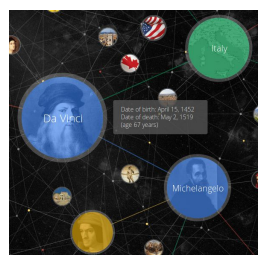 Italy
Da Vinci
Date of birth: April 15, 1452
Date of death: May 2, 1519
(age 67 years)
Michelangelo